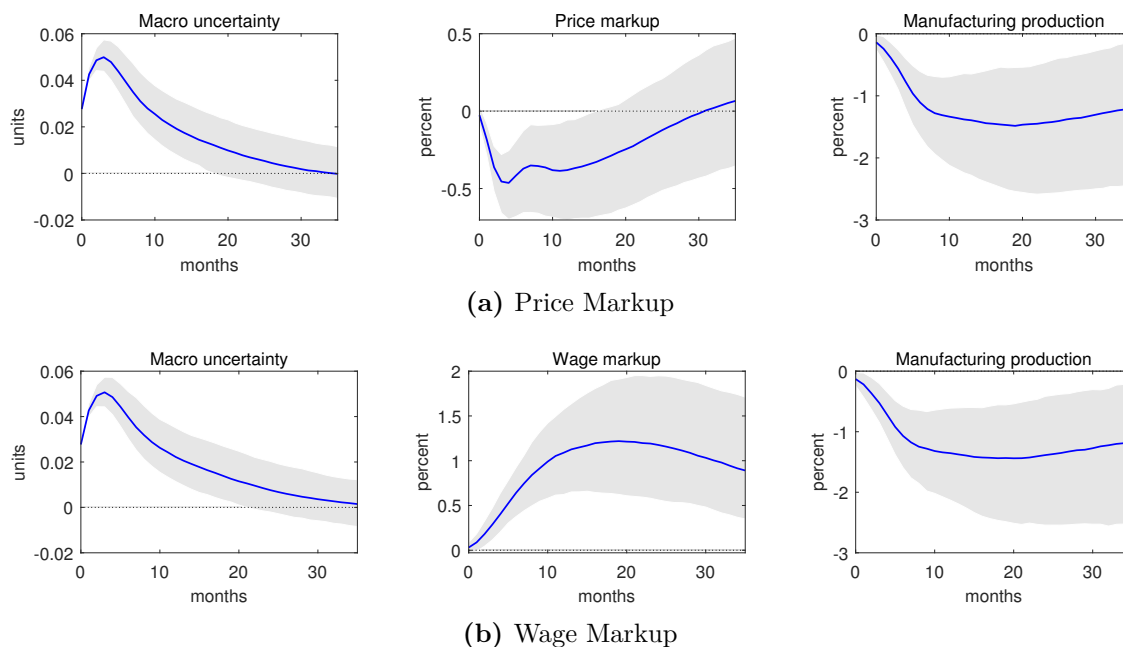 Macro uncertainty
0.06
0.04
0.02
0
-0.02
units
0
10
20
30
months
Price markup
0.5
0
-0.5
percent
0
10
20
30
months
Manufacturing production
0
-1
-2
-3
percent
0
10
20
30
months
(a) Price Markup
Macro uncertainty
0.06
0.04
0.02
0
-0.02
units
0
10
20
30
months
Wage markup
2
1.5
1
0.5
0
percent
0
10
20
30
months
Manufacturing production
0
-1
-2
-3
percent
0
10
20
30
months
(b) Wage Markup